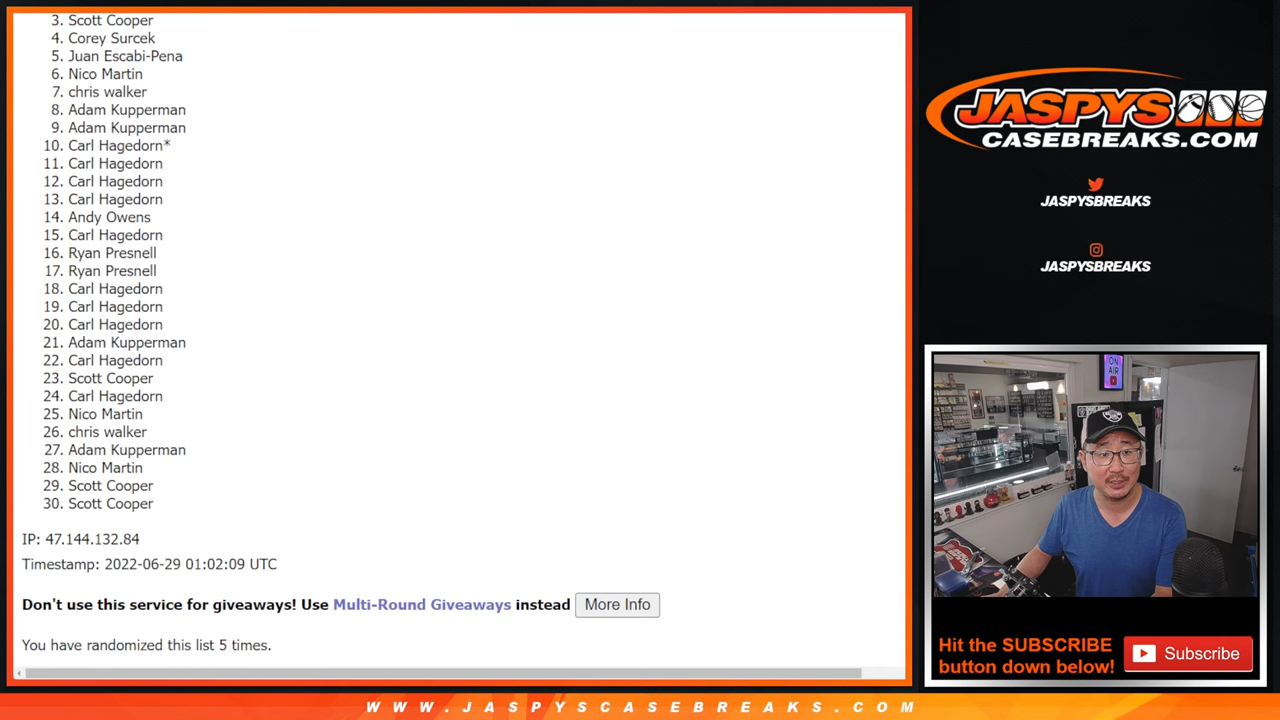 3. Scott Cooper
4. Corey Surcek
5. Juan Escabi-Pena
6. Nico Martin
7. chris walker
8. Adam Kupperman
9. Adam Kupperman
10. Carl Hagedorn*
11. Carl Hagedorn
12. Carl Hagedorn
13. Carl Hagedorn
14. Andy Owens
15. Carl Hagedorn
16. Ryan Presnell
17. Ryan Presnell
18. Carl Hagedorn
19. Carl Hagedorn
20. Carl Hagedorn
21. Adam Kupperman
22. Carl Hagedorn
23. Scott Cooper
24. Carl Hagedorn
25. Nico Martin
26. chris walker
27. Adam Kupperman
28. Nico Martin
29. Scott Cooper
30. Scott Cooper
IP: 47.144.132.84
Timestamp: 2022-06-29 01:02:09 UTC
Don't use this service for giveaways! Use Multi-Round Giveaways instead More Info
You have randomized this list 5 times.
JASPYS
CASEBREAKS.COM
JASPYSBREAKS
JASPYSBREAKS
ON
AIR
Hit the SUBSCRIBE
button down below!
Subscribe
WWW.JASPYSCASEBREAKS.COM